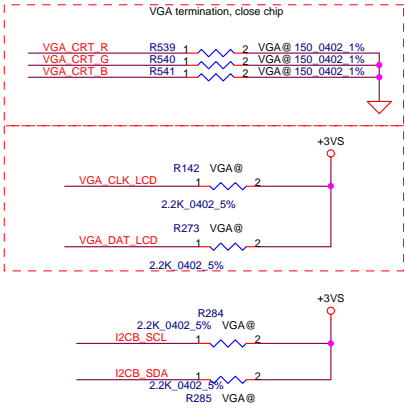 VGA termination, close chip
VGA_CRT_R R539 1 2 VGA@ 150_0402_1%
VGA_CRT_G R540 1 2 VGA@ 150_0402_1%
VGA_CRT_B R541 1 2 VGA@ 150_0402_1%
+3VS
R142 VGA@
VGA_CLK_LCD 1 2
2.2K_0402_5%
R273 VGA@
VGA_DAT_LCD 1 2
2.2K_0402_5%
+3VS
R284
2.2K_0402_5% VGA@
I2CB_SCL 1 2
I2CB_SDA 1 2
2.2K_0402_5%
R285 VGA@